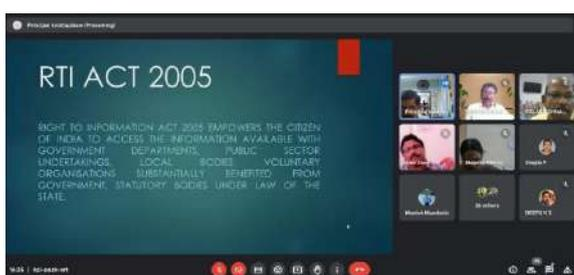 RTI ACT 2005
RIGHT TO INFORMATION ACT 2005 EMPOWERS THE CITIZEN
OF INDIA TO ACCESS THE INFORMATION AVAILABLE WITH
GOVERNMENT DEPARTMENTS, PUBLIC SECTOR
UNDERTAKINGS, LOCAL BODIES VOLUNTARY
ORGANISATIONS SUBSTANTIALLY BENEFITED FROM
GOVERNMENT, STATUTORY BODIES UNDER LAW OF THE
STATE.